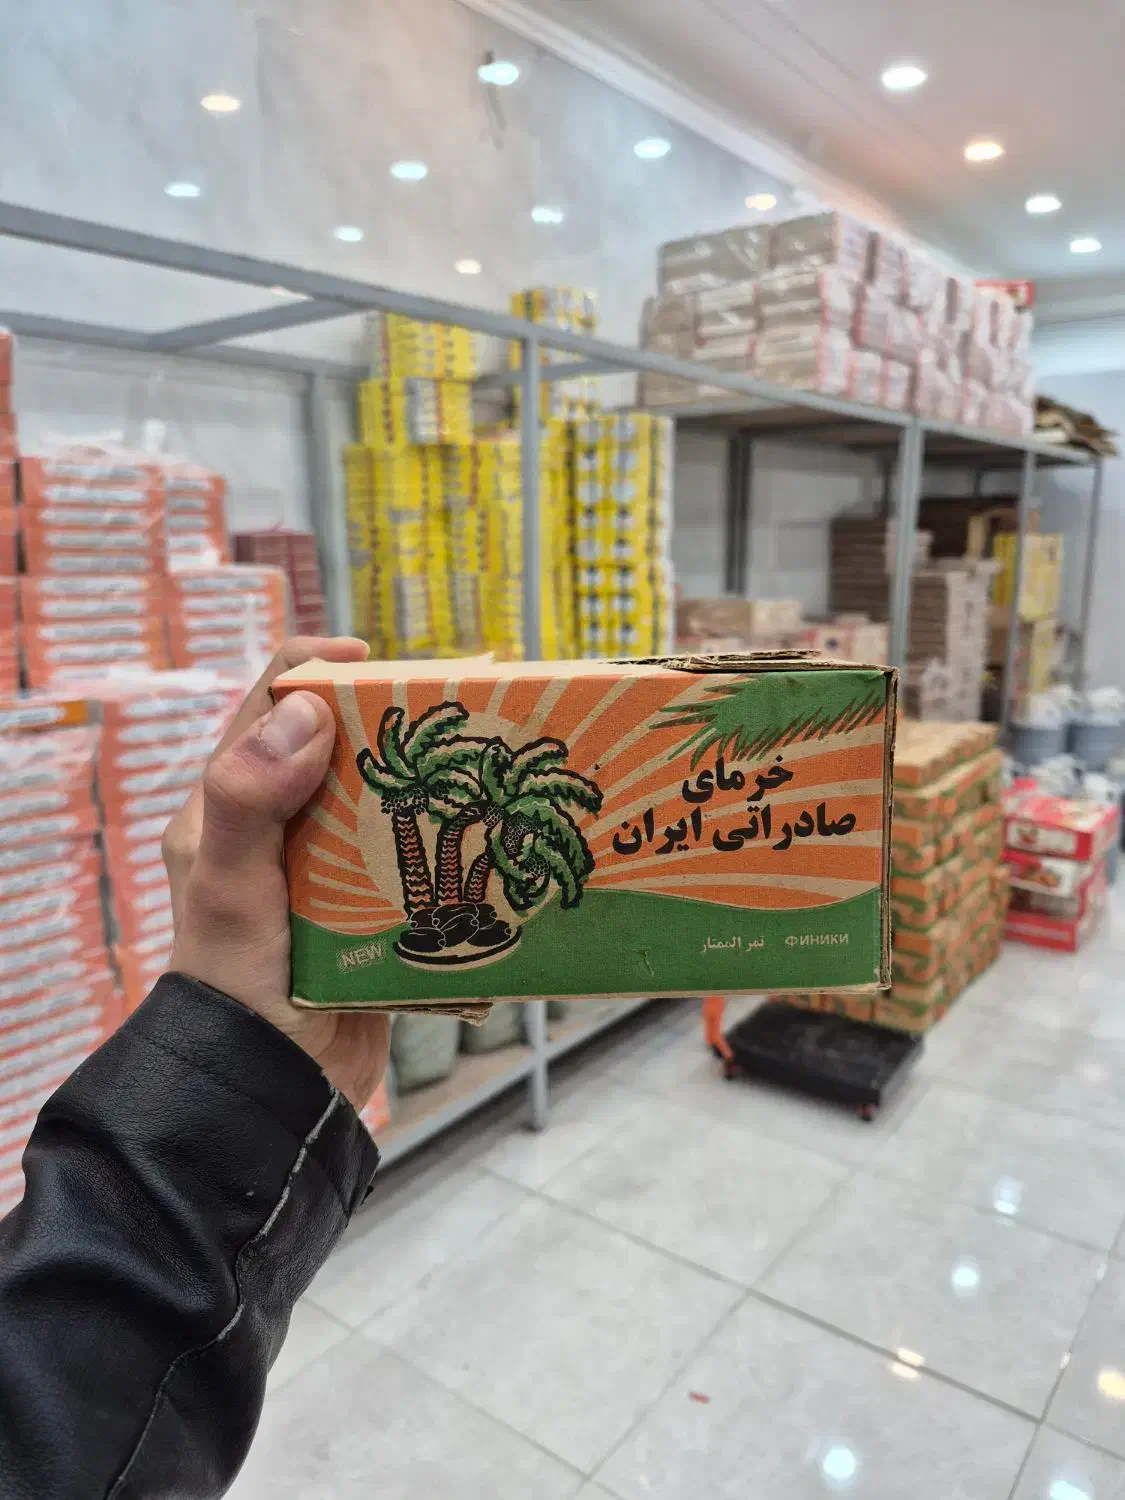 خرمای
صادراتی ایران
NEW
تمر الممتاز ФИНИКИ